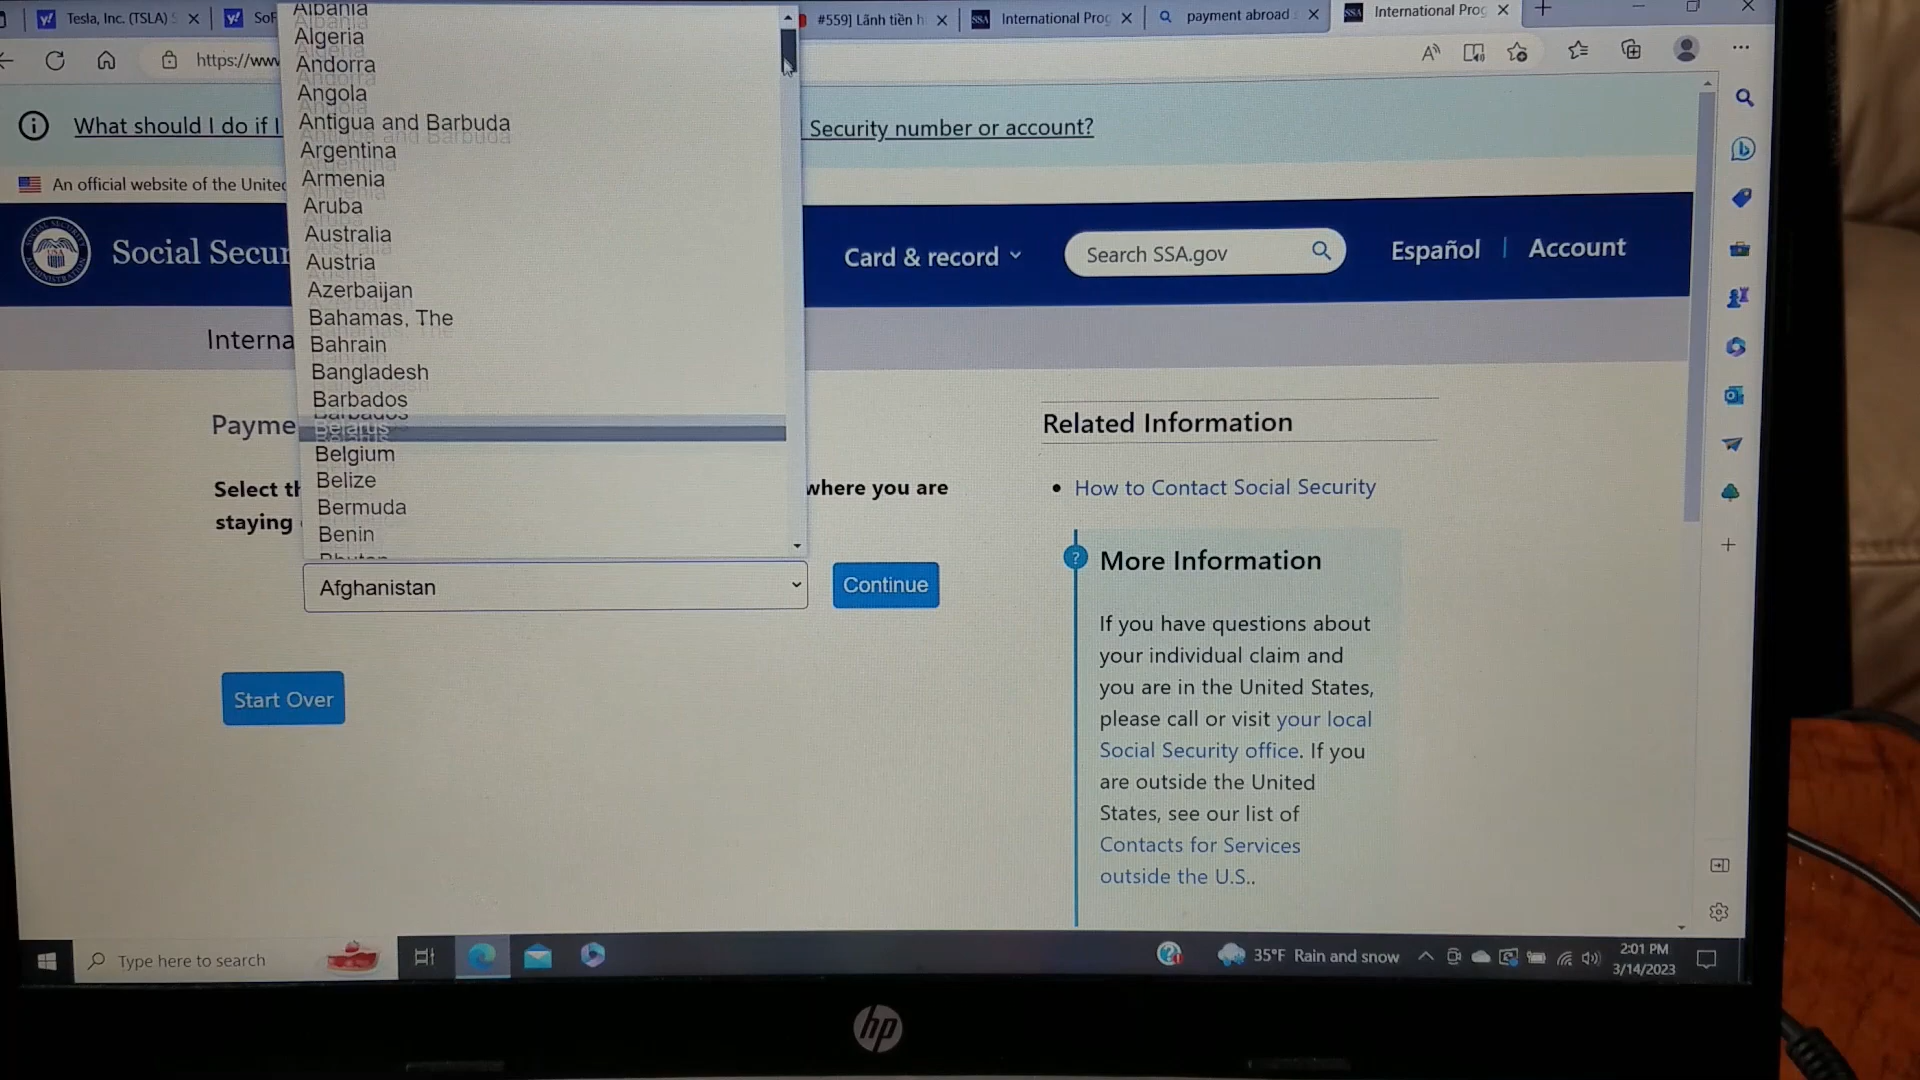 Tesla, Inc. (TSLA)
SoF
#559] Lãnh tiền h
International Prog
payment abroad
International Prog
https://www
Albania
Algeria
Andorra
Angola
Antigua and Barbuda
Argentina
Armenia
Aruba
Australia
Austria
Azerbaijan
Bahamas, The
Bahrain
Bangladesh
Barbados
Belarus
Belgium
Belize
Bermuda
Benin
Bhutan
What should I do if I
Security number or account?
An official website of the United
Social Secur
Card & record
Search SSA.gov
Español
Account
Interna
Payme
Select th
where you are
staying
Afghanistan
Continue
Start Over
Related Information
How to Contact Social Security
? More Information
If you have questions about
your individual claim and
you are in the United States,
please call or visit your local
Social Security office. If you
are outside the United
States, see our list of
Contacts for Services
outside the U.S..
Type here to search
35°F Rain and snow
2:01 PM
3/14/2023
hp